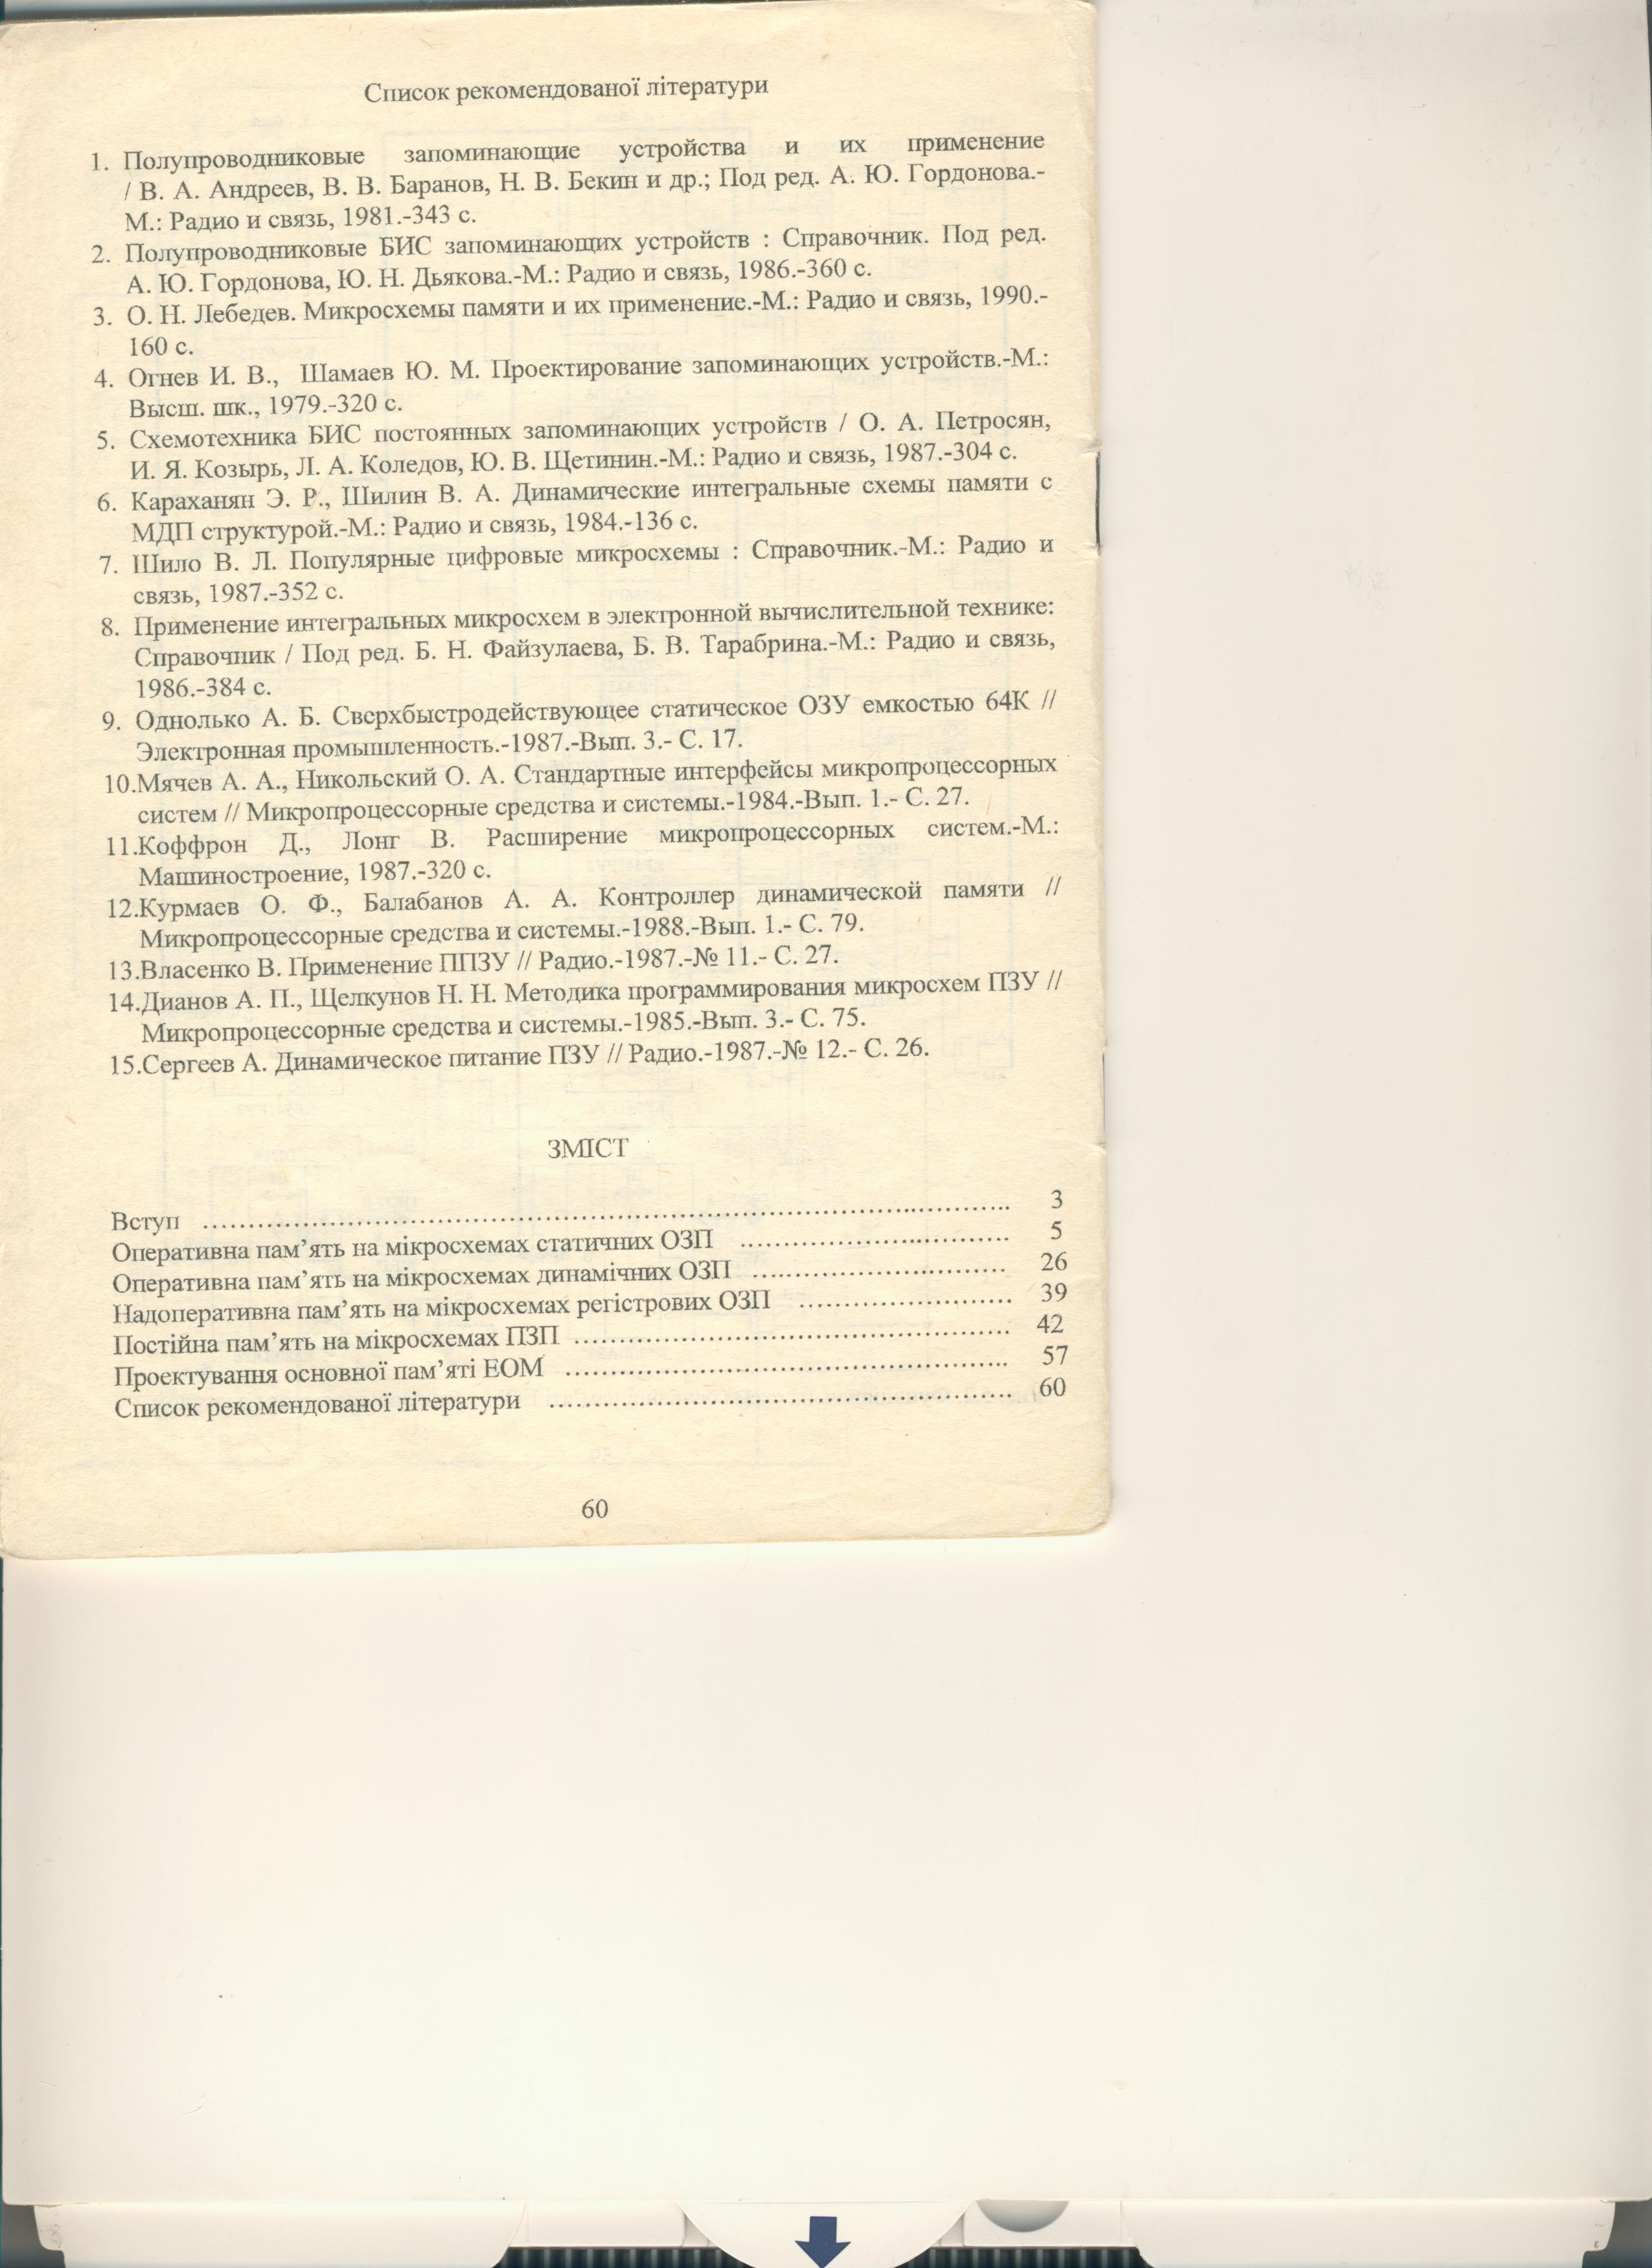 Список рекомендованої літератури
1. Полупроводниковые запоминающие устройства и их применение
/ В. А. Андреев, В. В. Баранов, Н. В. Бекин и др.; Под ред. А. Ю. Гордонова.-
М.: Радио и связь, 1981.-343 с.
2. Полупроводниковые БИС запоминающих устройств : Справочник. Под ред.
А. Ю. Гордонова, Ю. Н. Дьякова.-М.: Радио и связь, 1986.-360 с.
3. О. Н. Лебедев. Микросхемы памяти и их применение.-М.: Радио и связь, 1990.-
160 с.
4. Огнев И. В., Шамаев Ю. М. Проектирование запоминающих устройств.-М.:
Высш. шк., 1979.-320 с.
5. Схемотехника БИС постоянных запоминающих устройств / О. А. Петросян,
И. Я. Козырь, Л. А. Коледов, Ю. В. Щетинин.-М.: Радио и связь, 1987.-304 с.
6. Караханян Э. Р., Шилин В. А. Динамические интегральные схемы памяти с
МДП структурой.-М.: Радио и связь, 1984.-136 с.
7. Шило В. Л. Популярные цифровые микросхемы : Справочник.-М.: Радио и
связь, 1987.-352 с.
8. Применение интегральных микросхем в электронной вычислительной технике:
Справочник / Под ред. Б. Н. Файзулаева, Б. В. Тарабрина.-М.: Радио и связь,
1986.-384 с.
9. Однолько А. Б. Сверхбыстродействующее статическое ОЗУ емкостью 64К //
Электронная промышленность.-1987.-Вып. 3.- С. 17.
10.Мячев А. А., Никольский О. А. Стандартные интерфейсы микропроцессорных
систем // Микропроцессорные средства и системы.-1984.-Вып. 1.- С. 27.
11.Коффрон Д., Лонг В. Расширение микропроцессорных систем.-М.:
Машиностроение, 1987.-320 с.
12.Курмаев О. Ф., Балабанов А. А. Контроллер динамической памяти //
Микропроцессорные средства и системы.-1988.-Вып. 1.- С. 79.
13.Власенко В. Применение ППЗУ // Радио.-1987.-№ 11.- С. 27.
14.Дианов А. П., Щелкунов Н. Н. Методика программирования микросхем ПЗУ //
Микропроцессорные средства и системы.-1985.-Вып. 3.- С. 75.
15.Сергеев А. Динамическое питание ПЗУ // Радио.-1987.-№ 12.- С. 26.
ЗМІСТ
Вступ ........................................................ 3
Оперативна пам’ять на мікросхемах статичних ОЗП .................... 5
Оперативна пам’ять на мікросхемах динамічних ОЗП .................... 26
Надоперативна пам’ять на мікросхемах регістрових ОЗП .................... 39
Постійна пам’ять на мікросхемах ПЗП .................... 42
Проектування основної пам’яті ЕОМ .................... 57
Список рекомендованої літератури .................... 60
60